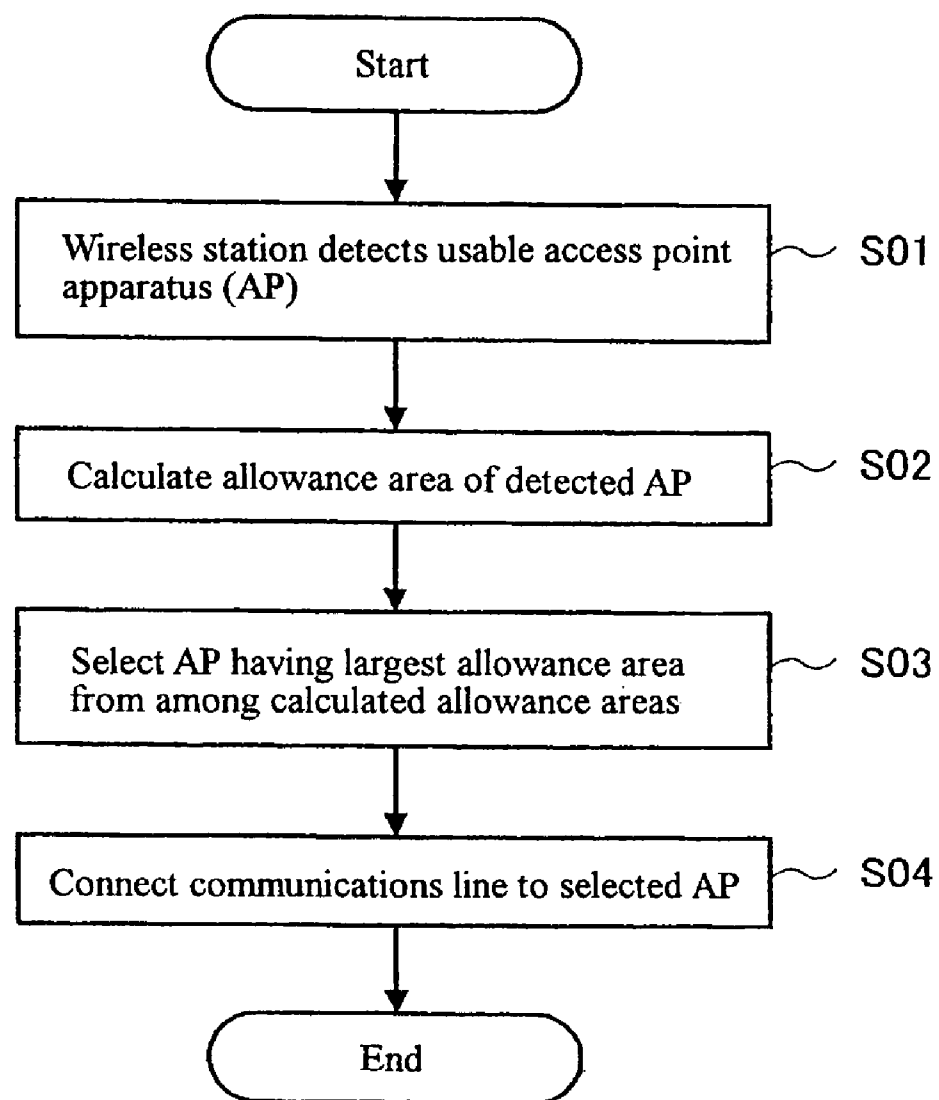 Start
Wireless station detects usable access point
apparatus (AP)
S01
Calculate allowance area of detected AP
S02
Select AP having largest allowance area
from among calculated allowance areas
S03
Connect communications line to selected AP
S04
End